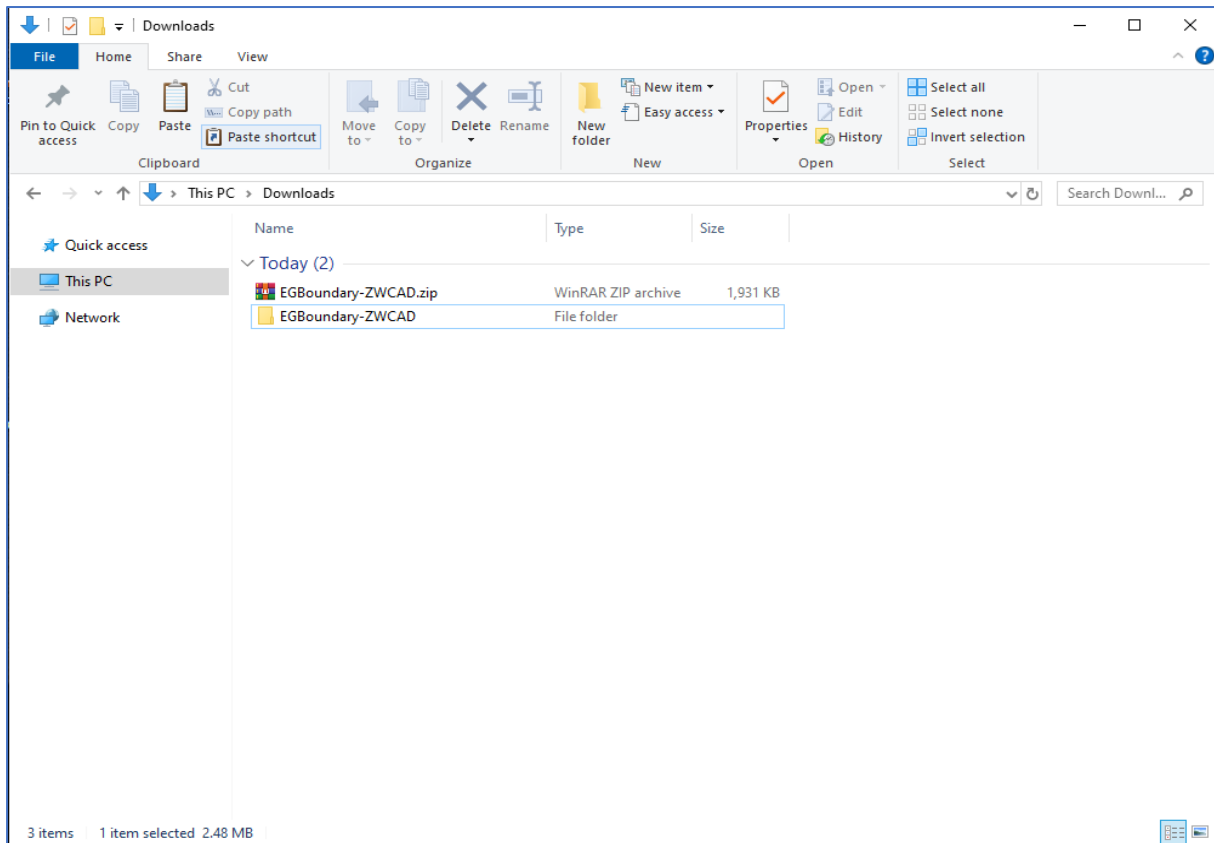 Downloads
File Home Share View
Pin to Quick access
Copy
Paste
Cut
Copy path
Paste shortcut
Move to
Copy to
Delete
Rename
New folder
New item
Easy access
Properties
Open
Edit
History
Select all
Select none
Invert selection
Clipboard Organize New Open Select
This PC > Downloads
Search Downl...
Quick access
This PC
Network
Name Type Size
Today (2)
EGBoundary-ZWCAD.zip WinRAR ZIP archive 1,931 KB
EGBoundary-ZWCAD File folder
3 items 1 item selected 2.48 MB